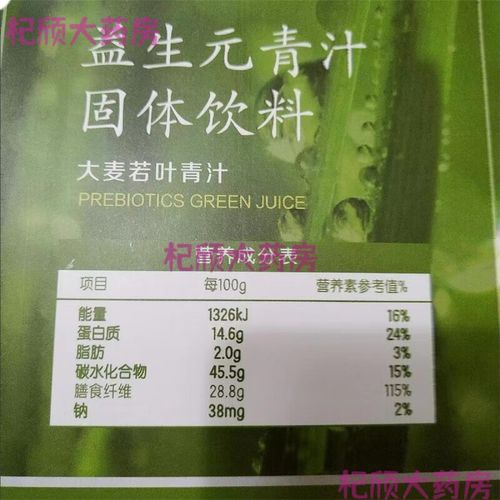 杞颀大药房
益生元青汁
固体饮料
大麦若叶青汁
PREBIOTICS GREEN JUICE
营养成分表
杞颀大药房
项目 每100g 营养素参考值%
能量 1326kJ 16%
蛋白质 14.6g 24%
脂肪 2.0g 3%
碳水化合物 45.5g 15%
膳食纤维 28.8g 115%
钠 38mg 2%
杞颀大药房